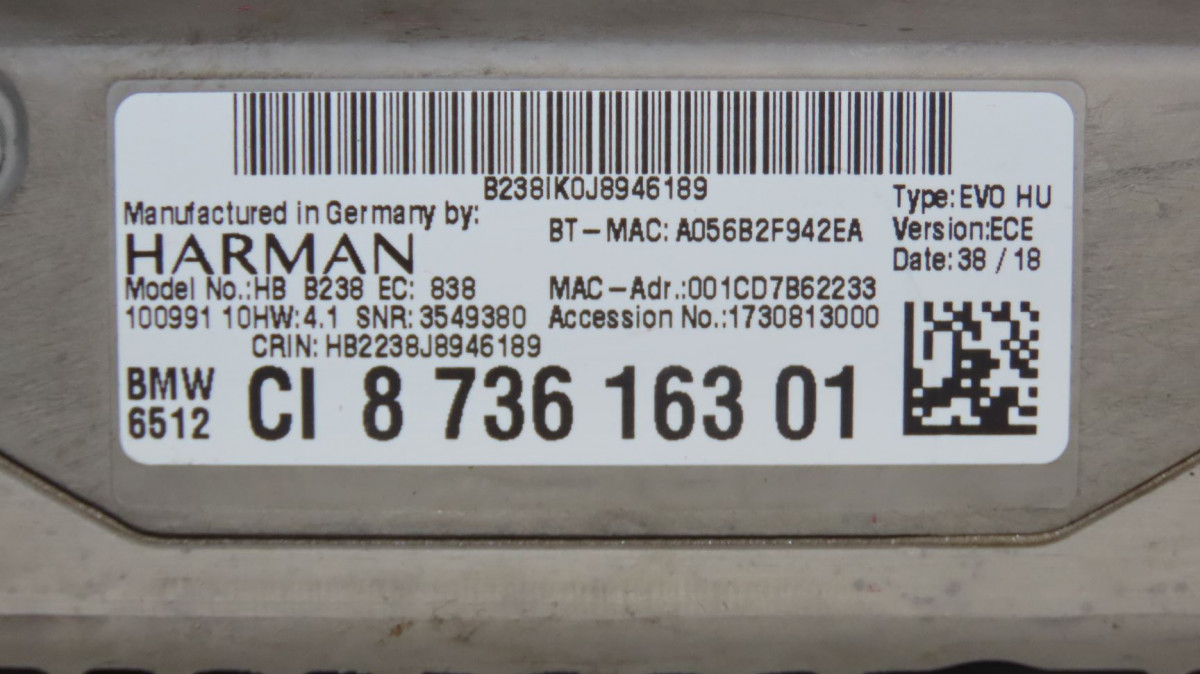 B238IK0J8946189
Manufactured in Germany by:
HARMAN
BT-MAC: A056B2F942EA
Type: EVO HU
Version:ECE
Date: 38 / 18
Model No.:HB B238 EC: 838
MAC-Adr.:001CD7B62233
100991 10HW:4.1 SNR: 3549380
Accession No.:1730813000
CRIN: HB2238J8946189
BMW
6512
CI 8 736 163 01